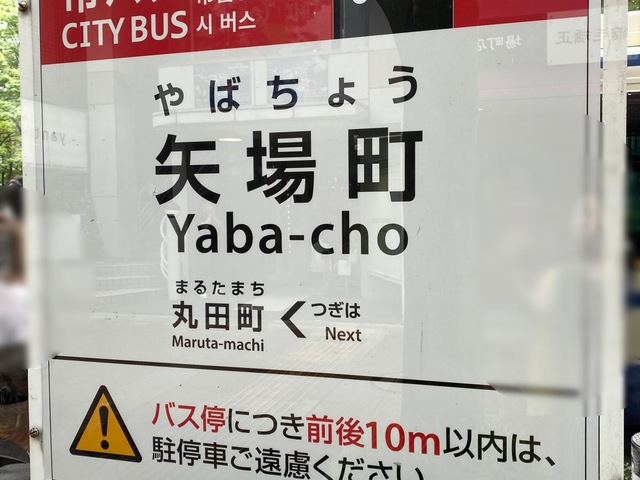 CITY BUS
시 버스
やばちょう
矢場町
Yaba-cho
まるたまち
丸田町
Maruta-machi
つぎは
Next
バス停につき前後10m以内は、
駐停車ご遠慮ください